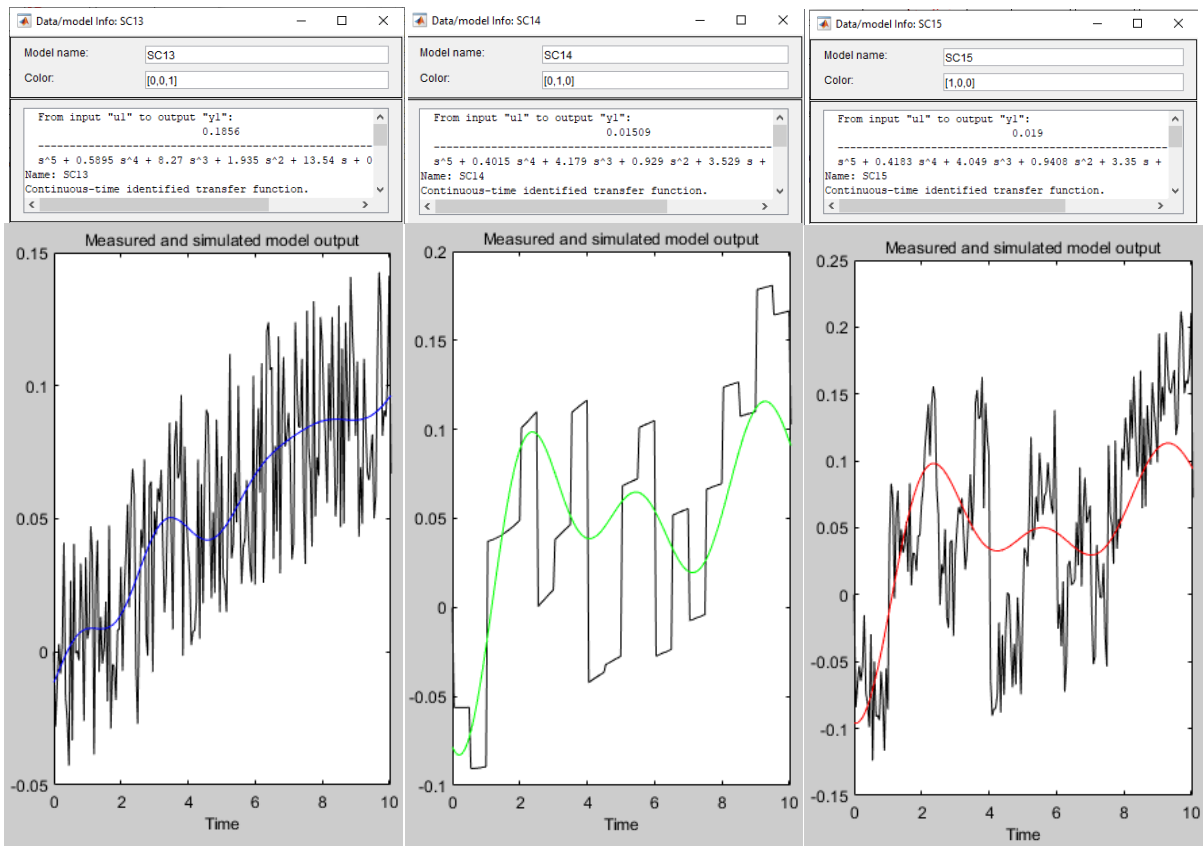 Data/model Info: SC13
Model name:
SC13
Color:
[0,0,1]
From input "u1" to output "y1":
0.1856
----------------------------------------------------------
s^5 + 0.5895 s^4 + 8.27 s^3 + 1.935 s^2 + 13.54 s + 0
Name: SC13
Continuous-time identified transfer function.
Measured and simulated model output
0.15
0.1
0.05
0
-0.05
0
2
4
6
8
10
Time
Data/model Info: SC14
Model name:
SC14
Color:
[0,1,0]
From input "u1" to output "y1":
0.01509
----------------------------------------------------------
s^5 + 0.4015 s^4 + 4.179 s^3 + 0.929 s^2 + 3.529 s +
Name: SC14
Continuous-time identified transfer function.
Measured and simulated model output
0.2
0.15
0.1
0.05
0
-0.05
-0.1
0
2
4
6
8
10
Time
Data/model Info: SC15
Model name:
SC15
Color:
[1,0,0]
From input "u1" to output "y1":
0.019
----------------------------------------------------------
s^5 + 0.4183 s^4 + 4.049 s^3 + 0.9408 s^2 + 3.35 s +
Name: SC15
Continuous-time identified transfer function.
Measured and simulated model output
0.25
0.2
0.15
0.1
0.05
0
-0.05
-0.1
-0.15
0
2
4
6
8
10
Time